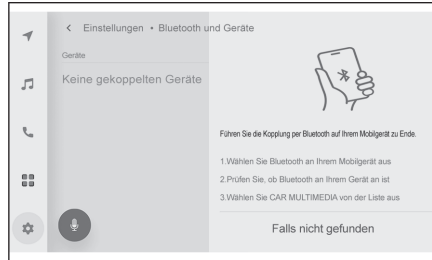 Einstellungen • Bluetooth und Geräte
Geräte
Keine gekoppelten Geräte
Führen Sie die Kopplung per Bluetooth auf Ihrem Mobilgerät zu Ende.
1.Wählen Sie Bluetooth an Ihrem Mobilgerät aus
2.Prüfen Sie, ob Bluetooth an Ihrem Gerät an ist
3.Wählen Sie CAR MULTIMEDIA von der Liste aus
Falls nicht gefunden